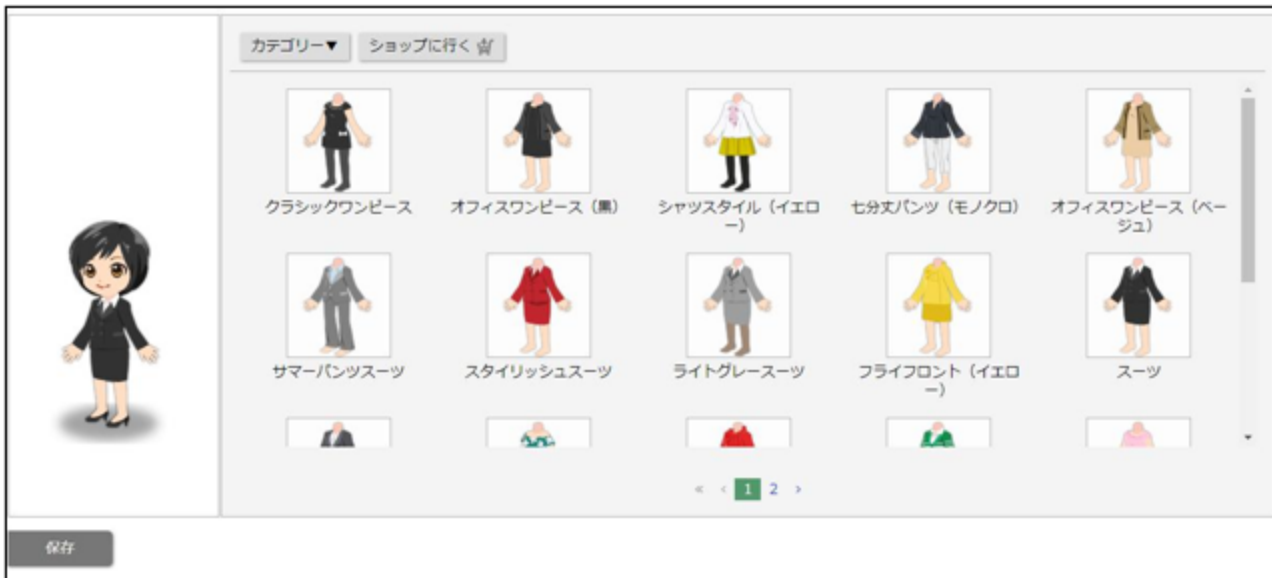 カテゴリー▼ ショップに行く
クラシックワンピース
オフィスワンピース（黒）
シャツスタイル（イエロ
ー）
七分丈パンツ（モノクロ）
オフィスワンピース（ベー
ジュ）
サマーパンツスーツ
スタイリッシュスーツ
ライトグレースーツ
フライフロント（イエロ
ー）
スーツ
« ‹ 1 2 ›
保存